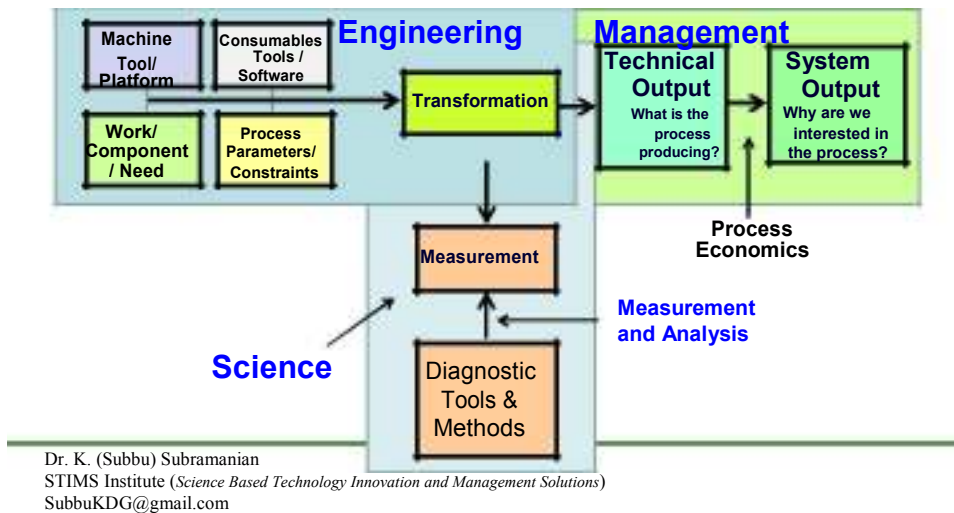 Engineering
Management
Machine
Tool/
Platform
Consumables
Tools /
Software
Work/
Component
/ Need
Process
Parameters/
Constraints
Transformation
Technical
Output
What is the
process
producing?
System
Output
Why are we
interested in
the process?
Process
Economics
Measurement
Measurement
and Analysis
Science
Diagnostic
Tools &
Methods
Dr. K. (Subbu) Subramanian
STIMS Institute (Science Based Technology Innovation and Management Solutions)
SubbuKDG@gmail.com